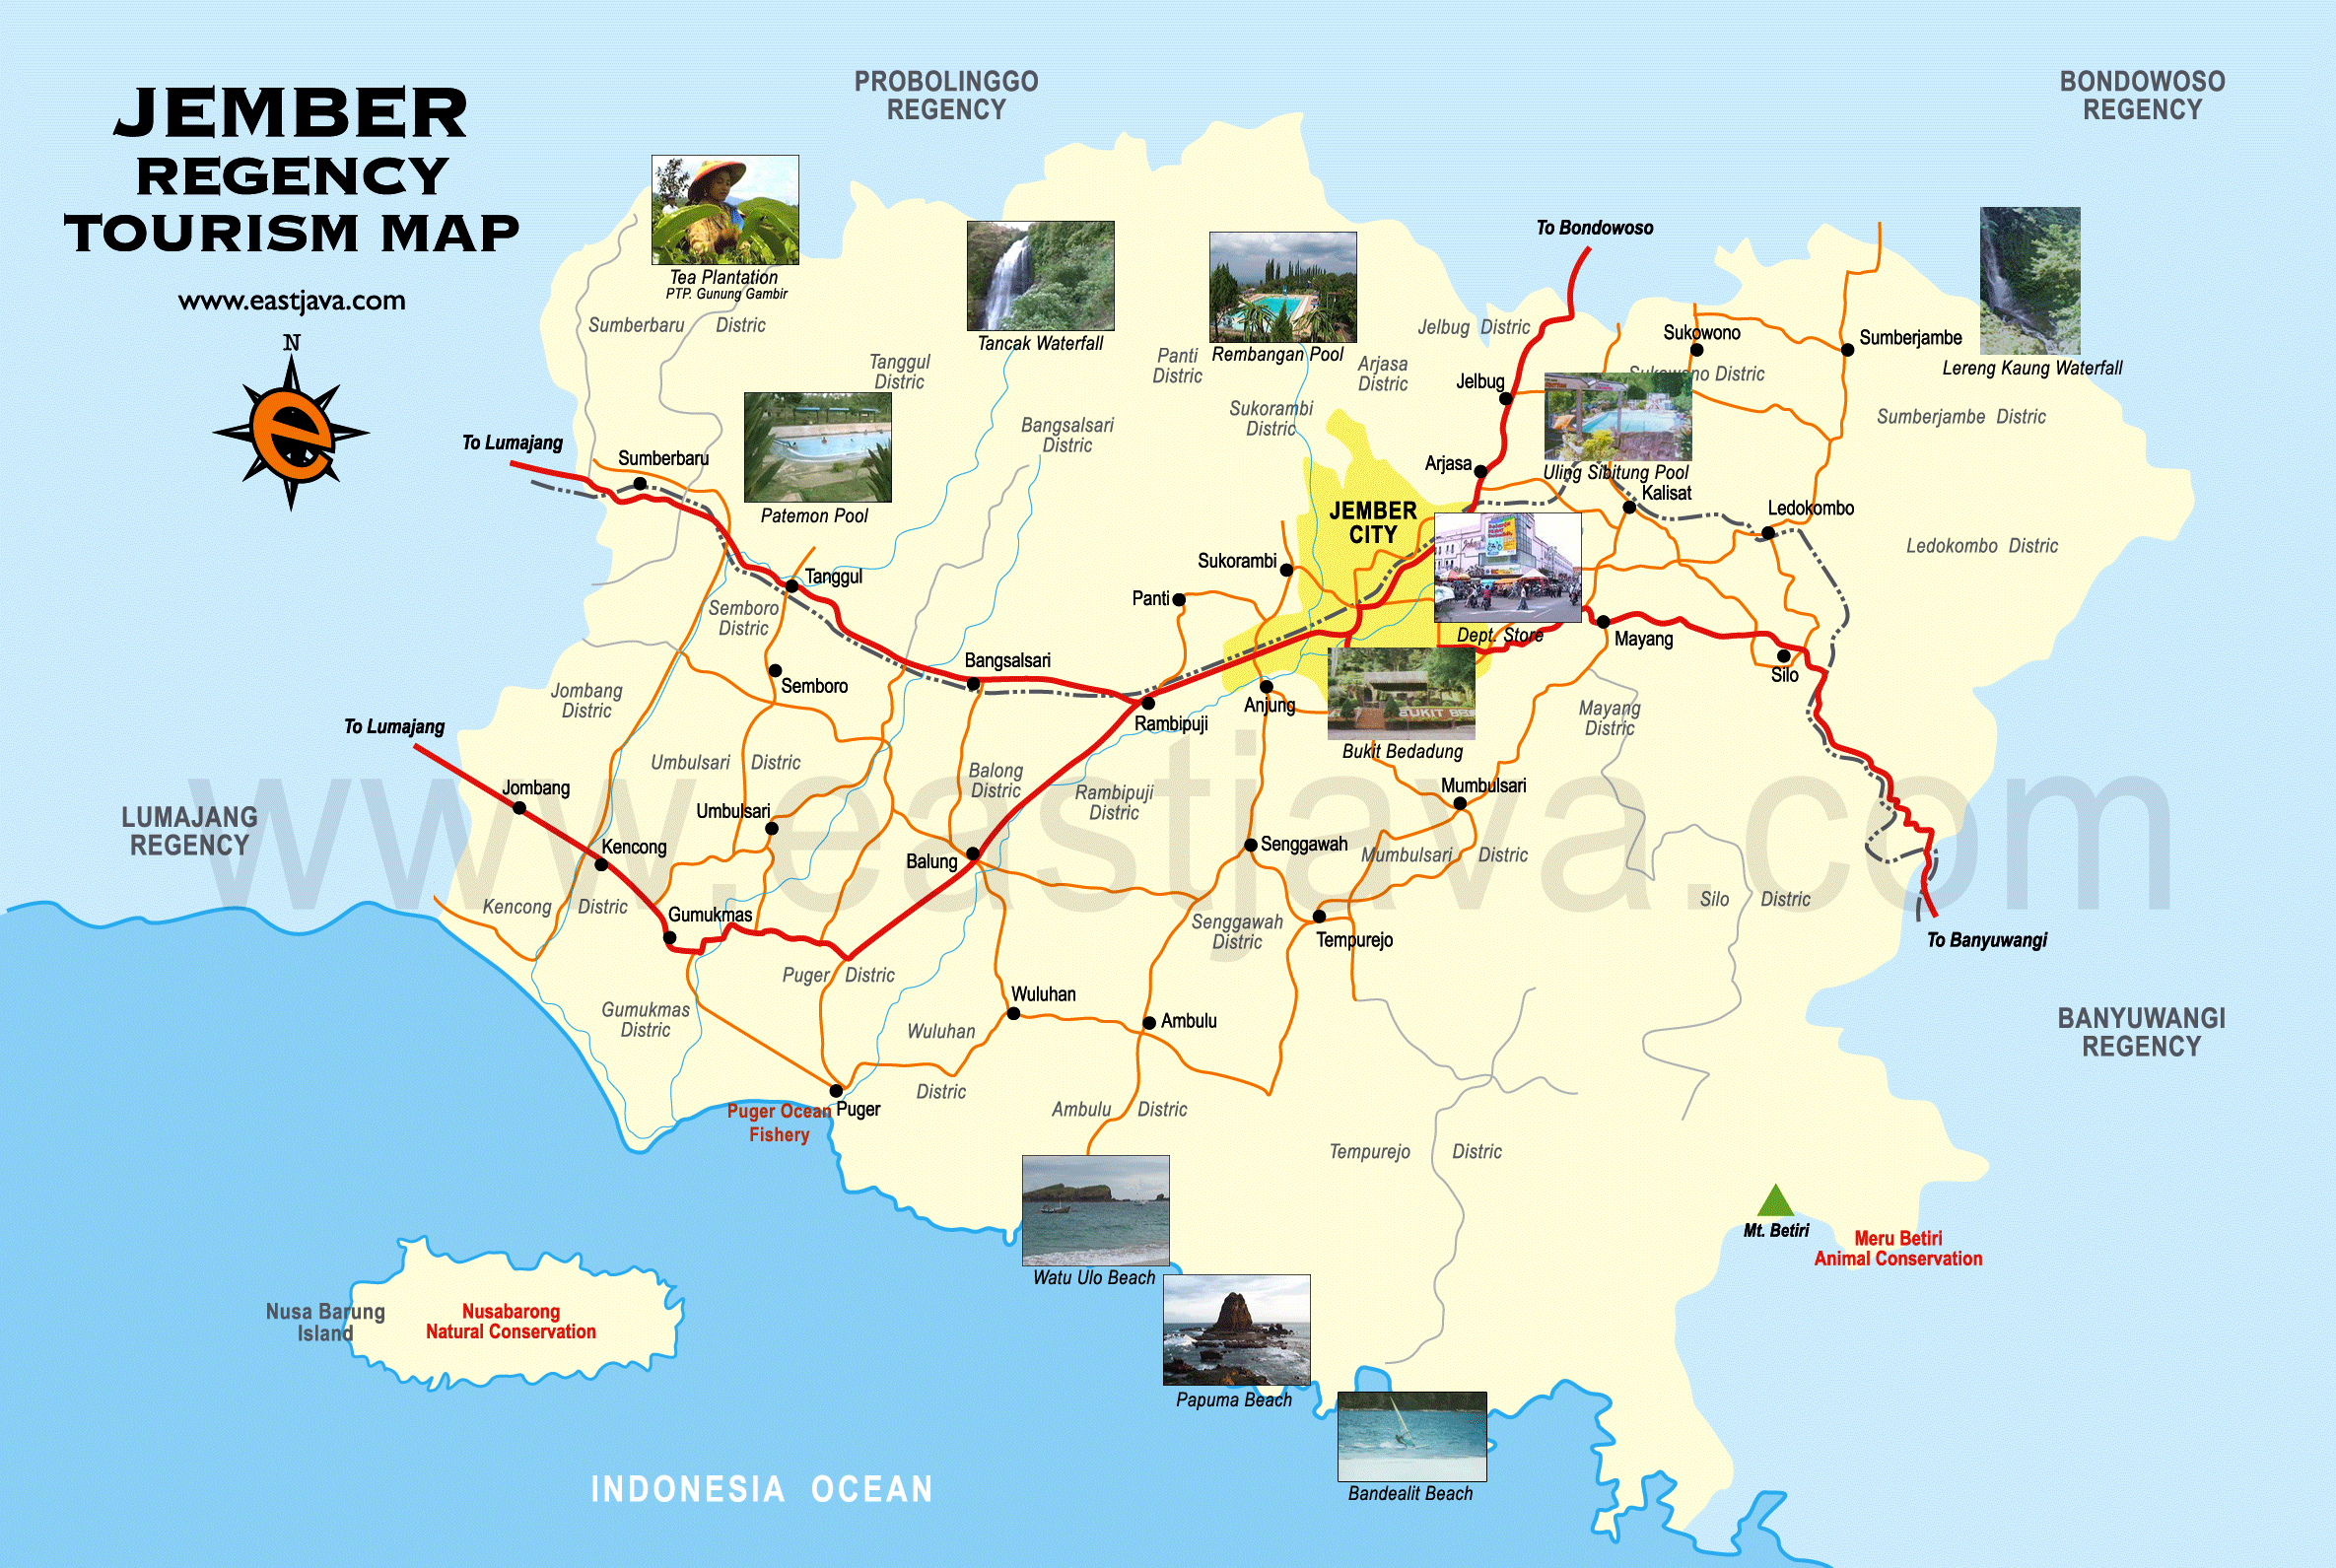 JEMBER
REGENCY
TOURISM MAP
www.eastjava.com
N
PROBOLINGGO
REGENCY
BONDOWOSO
REGENCY
Tea Plantation
PTP. Gunung Gambir
Sumberbaru Distric
Tancak Waterfall
Tanggul
Distric
Rembangan Pool
Panti
Distric
Arjasa
Distric
Jelbug Distric
To Bondowoso
Sukowono
Sumberjambe
Lereng Kaung Waterfall
Sukowono Distric
Sumberjambe Distric
Jelbug
Sukorambi
Distric
Bangsalsari
Distric
To Lumajang
Sumberbaru
Patemon Pool
Arjasa
Uling Sibitung Pool
Kalisat
Ledokombo
Ledokombo Distric
JEMBER
CITY
Sukorambi
Panti
Tanggul
Semboro
Distric
Dept. Store
Mayang
Silo
Bangsalsari
Semboro
Jombang
Distric
Rambipuji
Anjung
BUKIT
Bukit Bedadung
Mayang
Distric
To Lumajang
Umbulsari Distric
Balong
Distric
Rambipuji
Distric
Mumbulsari
Jombang
Umbulsari
LUMAJANG
REGENCY
www.eastjava.com
Kencong
Balung
Senggawah
Mumbulsari Distric
Kencong Distric
Gumukmas
Silo Distric
Senggawah
Distric
Tempurejo
To Banyuwangi
Puger Distric
Gumukmas
Distric
Wuluhan
Ambulu
Wuluhan
Distric
BANYUWANGI
REGENCY
Puger Ocean
Fishery
Puger
Ambulu Distric
Tempurejo Distric
Mt. Betiri
Meru Betiri
Animal Conservation
Watu Ulo Beach
Nusa Barung
Island
Nusabarong
Natural Conservation
Papuma Beach
Bandealit Beach
INDONESIA OCEAN